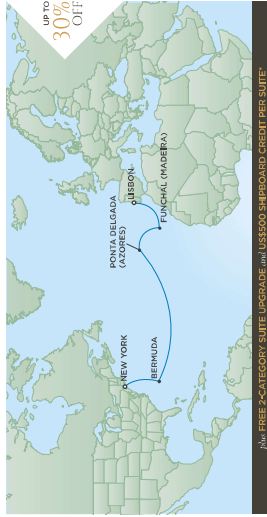 UP TO
30%
OFF
LISBON
FUNCHAL (MADEIRA)
PONTA DELGADA
(AZORES)
NEW YORK
BERMUDA
plus FREE 2-CATEGORY SUITE UPGRADE and US$500 SHIPBOARD CREDIT PER SUITE*